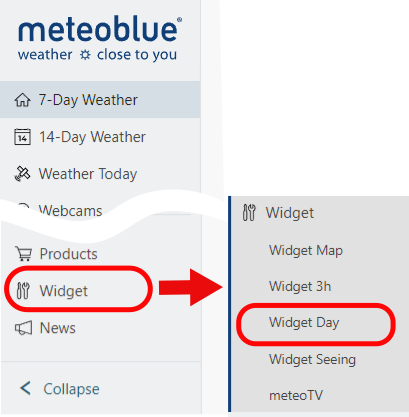 meteoblue®
weather ☼ close to you
7-Day Weather
14
14-Day Weather
Weather Today
Webcams
Products
Widget
News
Collapse
Widget
Widget Map
Widget 3h
Widget Day
Widget Seeing
meteoTV